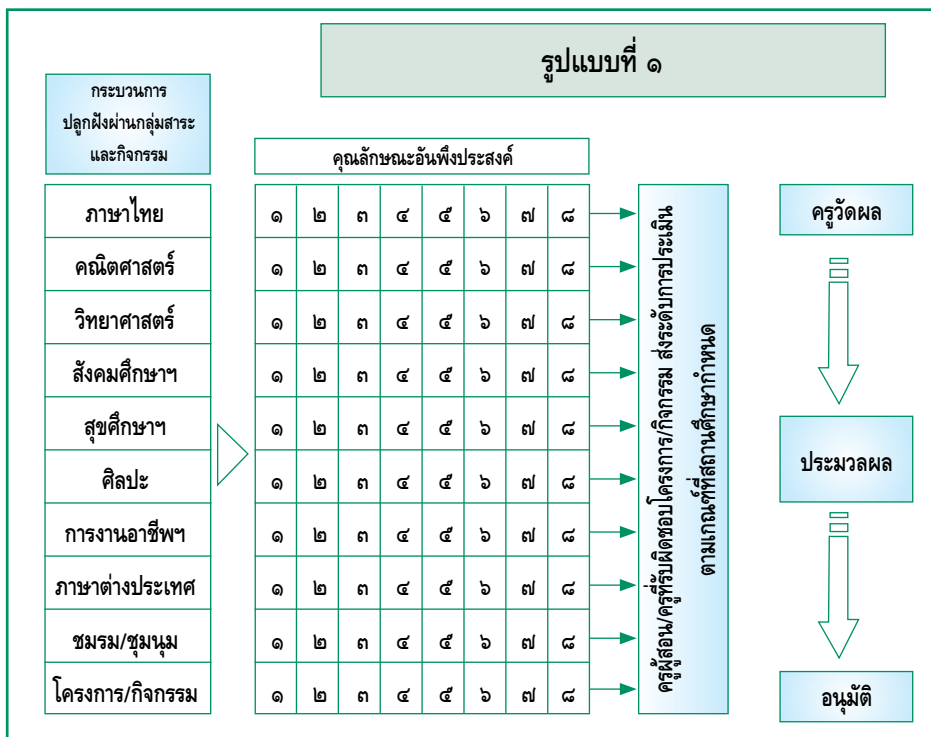 รูปแบบที่ ๑
กระบวนการ
ปลูกฝังผ่านกลุ่มสาระ
และกิจกรรม
คุณลักษณะอันพึงประสงค์
ภาษาไทย ๑ ๒ ๓ ๔ ๕ ๖ ๗ ๘
คณิตศาสตร์ ๑ ๒ ๓ ๔ ๕ ๖ ๗ ๘
วิทยาศาสตร์ ๑ ๒ ๓ ๔ ๕ ๖ ๗ ๘
สังคมศึกษาฯ ๑ ๒ ๓ ๔ ๕ ๖ ๗ ๘
สุขศึกษาฯ ๑ ๒ ๓ ๔ ๕ ๖ ๗ ๘
ศิลปะ ๑ ๒ ๓ ๔ ๕ ๖ ๗ ๘
การงานอาชีพฯ ๑ ๒ ๓ ๔ ๕ ๖ ๗ ๘
ภาษาต่างประเทศ ๑ ๒ ๓ ๔ ๕ ๖ ๗ ๘
ชมรม/ชุมนุม ๑ ๒ ๓ ๔ ๕ ๖ ๗ ๘
โครงการ/กิจกรรม ๑ ๒ ๓ ๔ ๕ ๖ ๗ ๘
ครูผู้สอน/ครูที่รับผิดชอบโครงการ/กิจกรรม ส่งระดับการประเมิน
ตามเกณฑ์ที่สถานศึกษากำหนด
ครูวัดผล
ประมวลผล
อนุมัติ